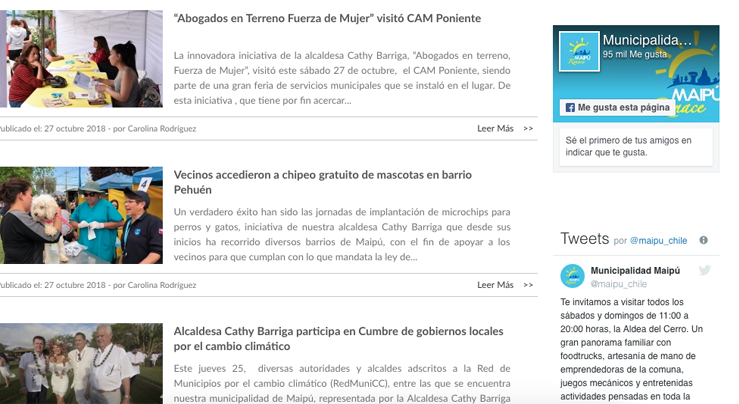 “Abogados en Terreno Fuerza de Mujer” visitó CAM Poniente
La innovadora iniciativa de la alcaldesa Cathy Barriga, “Abogados en terreno,
Fuerza de Mujer”, visitó este sábado 27 de octubre, el CAM Poniente, siendo
parte de una gran feria de servicios municipales que se instaló en el lugar. De
esta iniciativa , que tiene por fin acercar...
ublicado el: 27 octubre 2018 - por Carolina Rodríguez
Leer Más >>
4
Vecinos accedieron a chipeo gratuito de mascotas en barrio
Pehuén
Un verdadero éxito han sido las jornadas de implantación de microchips para
perros y gatos, iniciativa de nuestra alcaldesa Cathy Barriga que desde sus
inicios ha recorrido diversos barrios de Maipú, con el fin de apoyar a los
vecinos para que cumplan con lo que mandata la ley de...
ublicado el: 27 octubre 2018 - por Carolina Rodríguez
Leer Más >>
Alcaldesa Cathy Barriga participa en Cumbre de gobiernos locales
por el cambio climático
Este jueves 25, diversas autoridades y alcaldes adscritos a la Red de
Municipios por el cambio climático (RedMuniCC), entre las que se encuentra
nuestra municipalidad de Maipú, representada por la Alcaldesa Cathy Barriga
Municipalida...
95 mil Me gusta
MAIPÚ
Renace
MAIPÚ
nace
Me gusta esta página
Sé el primero de tus amigos en
indicar que te gusta.
Tweets por @maipu_chile
Municipalidad Maipú
@maipu_chile
Te invitamos a visitar todos los
sábados y domingos de 11:00 a
20:00 horas, la Aldea del Cerro. Un
gran panorama familiar con
foodtrucks, artesanía de mano de
emprendedoras de la comuna,
juegos mecánicos y entretenidas
actividades pensadas en toda la